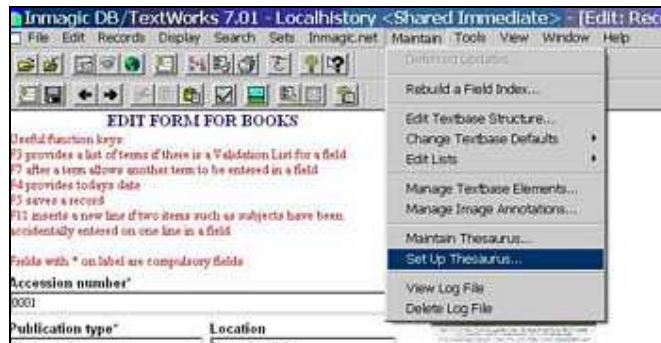 Inmagic DB/TextWorks 7.01 - Localhistory <Shared Immediate> - [Edit: Rec
File Edit Records Display Search Sets Inmagic.net Maintain Tools View Window Help
Deferred Updates...
Rebuild a Field Index...
Edit Textbase Structure...
Change Textbase Defaults
Edit Lists
Manage Textbase Elements...
Manage Image Annotations...
Maintain Thesaurus...
Set Up Thesaurus...
View Log File
Delete Log File
EDIT FORM FOR BOOKS
Useful function keys:
F3 provides a list of terms if there is a Validation List for a field
F7 after a term allows another term to be entered in a field
F4 provides todays date
F5 saves a record
F11 inserts a new line if two items such as subjects have been
accidentally entered on one line in a field
Fields with * on label are compulsory fields
Accession number*
0001
Publication type* Location